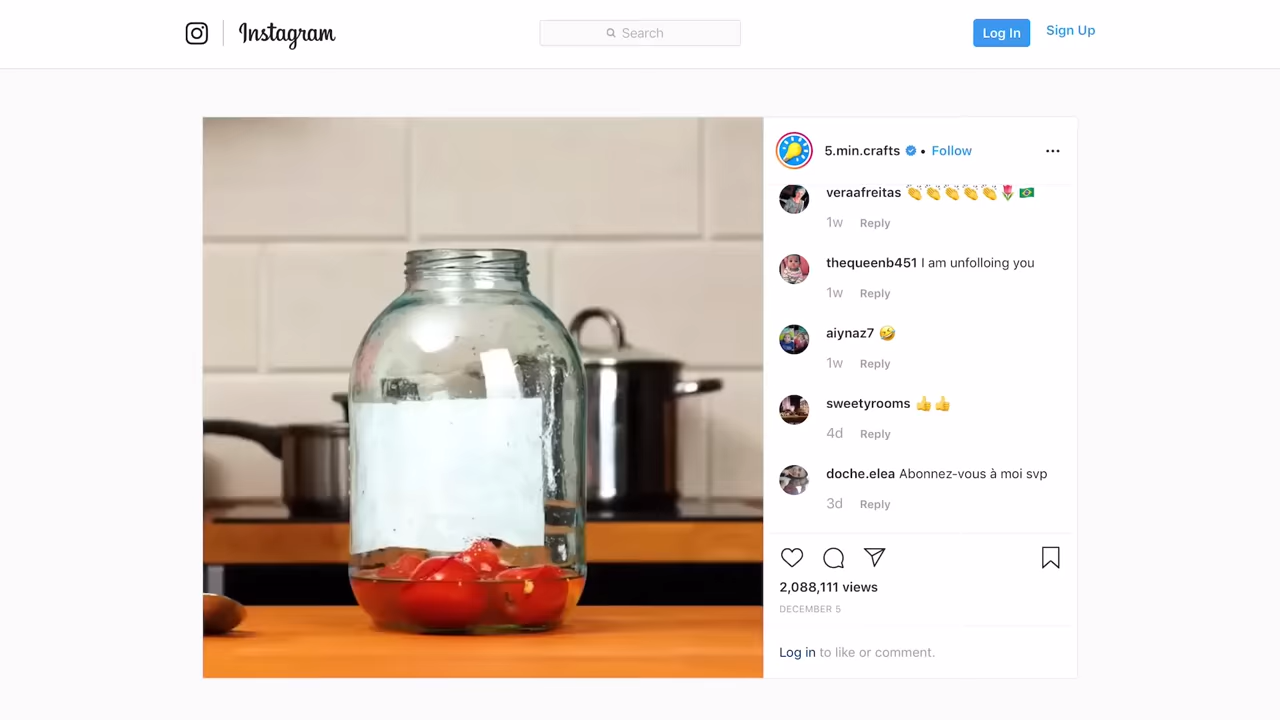 Instagram
Search
Log In
Sign Up
5.min.crafts • Follow
veraafreitas 👏👏👏👏👏🌷🇧🇷
1w Reply
thequeenb451 I am unfolloing you
1w Reply
aiynaz7 🤣
1w Reply
sweetyrooms 👍👍
4d Reply
doche.elea Abonnez-vous à moi svp
3d Reply
2,088,111 views
DECEMBER 5
Log in to like or comment.